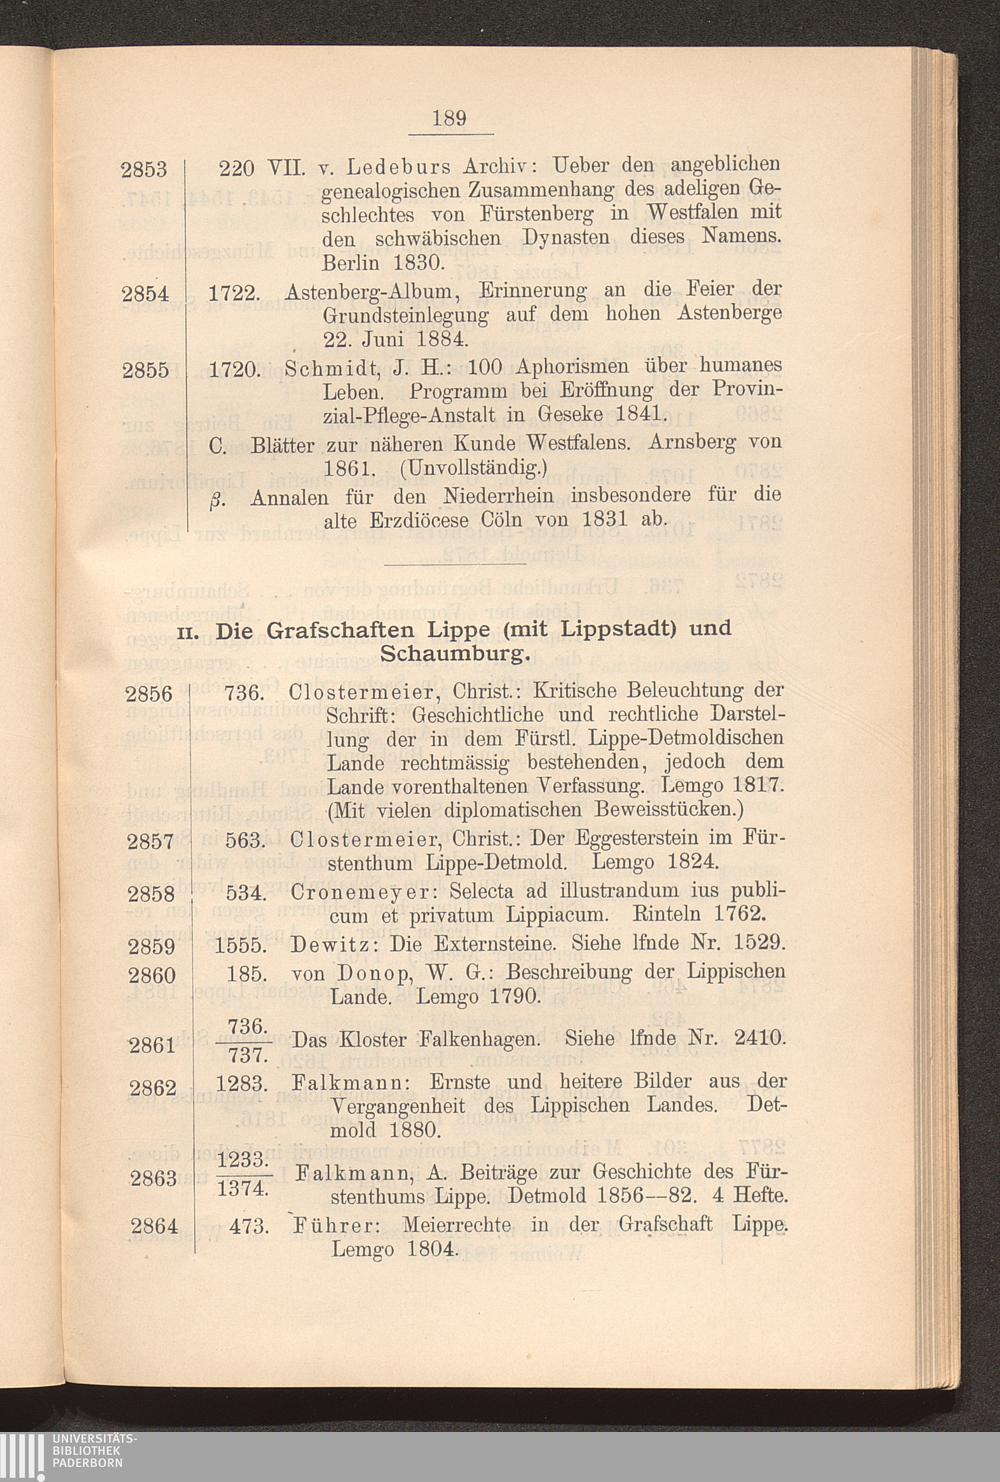 189
2853 220 VII. v. Ledeburs Archiv: Ueber den angeblichen
genealogischen Zusammenhang des adeligen Ge-
schlechtes von Fürstenberg in Westfalen mit
den schwäbischen Dynasten dieses Namens.
Berlin 1830.
2854 1722. Astenberg-Album, Erinnerung an die Feier der
Grundsteinlegung auf dem hohen Astenberge
22. Juni 1884.
2855 1720. Schmidt, J. H.: 100 Aphorismen über humanes
Leben. Programm bei Eröffnung der Provin-
zial-Pflege-Anstalt in Geseke 1841.
C. Blätter zur näheren Kunde Westfalens. Arnsberg von
1861. (Unvollständig.)
β. Annalen für den Niederrhein insbesondere für die
alte Erzdiöcese Cöln von 1831 ab.
II. Die Grafschaften Lippe (mit Lippstadt) und
Schaumburg.
2856 736. Clostermeier, Christ.: Kritische Beleuchtung der
Schrift: Geschichtliche und rechtliche Darstel-
lung der in dem Fürstl. Lippe-Detmoldischen
Lande rechtmässig bestehenden, jedoch dem
Lande vorenthaltenen Verfassung. Lemgo 1817.
(Mit vielen diplomatischen Beweisstücken.)
2857 563. Clostermeier, Christ.: Der Eggesterstein im Für-
stenthum Lippe-Detmold. Lemgo 1824.
2858 534. Cronemeyer: Selecta ad illustrandum ius publi-
cum et privatum Lippiacum. Rinteln 1762.
2859 1555. Dewitz: Die Externsteine. Siehe lfnde Nr. 1529.
2860 185. von Donop, W. G.: Beschreibung der Lippischen
Lande. Lemgo 1790.
736.
2861 Das Kloster Falkenhagen. Siehe lfnde Nr. 2410.
737.
2862 1283. Falkmann: Ernste und heitere Bilder aus der
Vergangenheit des Lippischen Landes. Det-
mold 1880.
1233.
2863 Falkmann, A. Beiträge zur Geschichte des Für-
1374. stenthums Lippe. Detmold 1856—82. 4 Hefte.
2864 473. Führer: Meierrechte in der Grafschaft Lippe.
Lemgo 1804.
UNIVERSITÄTS-
BIBLIOTHEK
PADERBORN